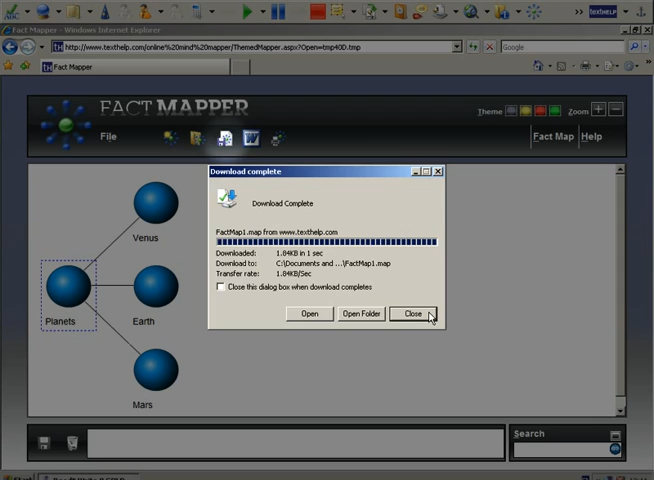 Fact Mapper - Windows Internet Explorer
http://www.texthelp.com/online%20mind%20mapper/ThemedMapper.aspx?Open=tmp40D.tmp
Google
Fact Mapper
FACT MAPPER
Theme
Zoom
File
Fact Map
Help
Download complete
Download Complete
FactMap1.map from www.texthelp.com
Downloaded: 1.84KB in 1 sec
Download to: C:\Documents and ...\FactMap1.map
Transfer rate: 1.84KB/Sec
Close this dialog box when download completes
Open
Open Folder
Close
Venus
Planets
Earth
Mars
Search